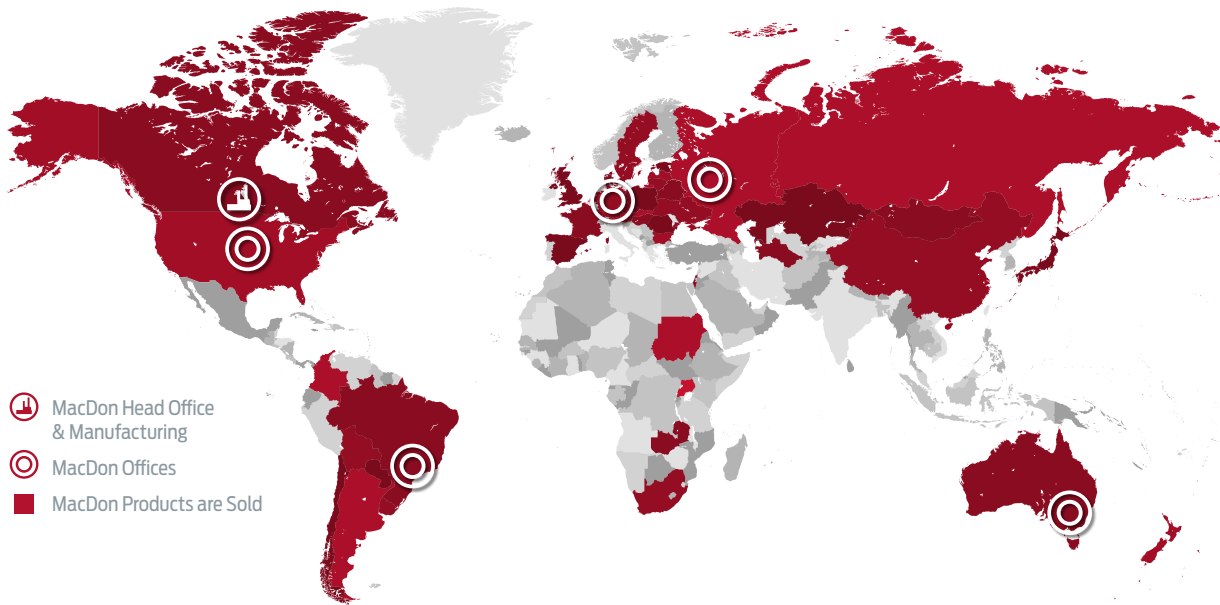 MacDon Head Office
& Manufacturing
MacDon Offices
MacDon Products are Sold